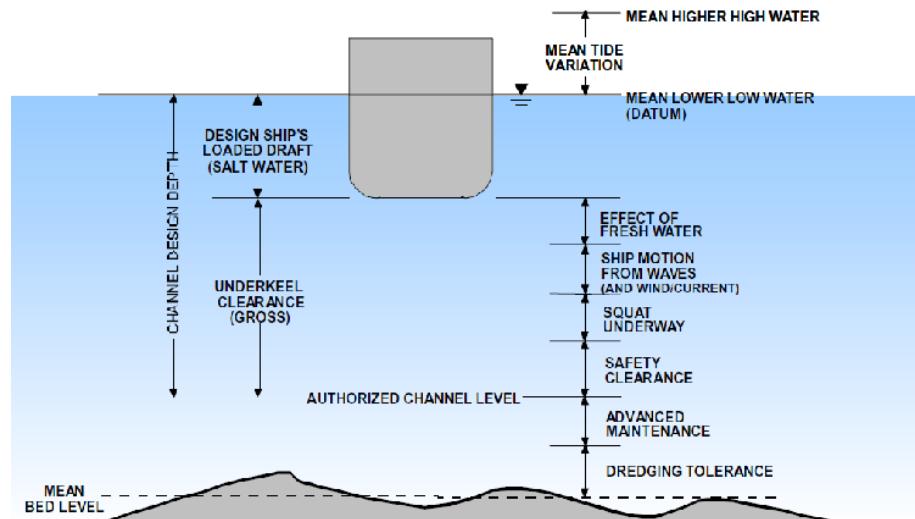 MEAN HIGHER HIGH WATER
MEAN TIDE
VARIATION
MEAN LOWER LOW WATER
(DATUM)
DESIGN SHIP'S
LOADED DRAFT
(SALT WATER)
CHANNEL DESIGN DEPTH
EFFECT OF
FRESH WATER
SHIP MOTION
FROM WAVES
(AND WIND/CURRENT)
UNDERKEEL
CLEARANCE
(GROSS)
SQUAT
UNDERWAY
SAFETY
CLEARANCE
AUTHORIZED CHANNEL LEVEL
ADVANCED
MAINTENANCE
DREDGING TOLERANCE
MEAN
BED LEVEL